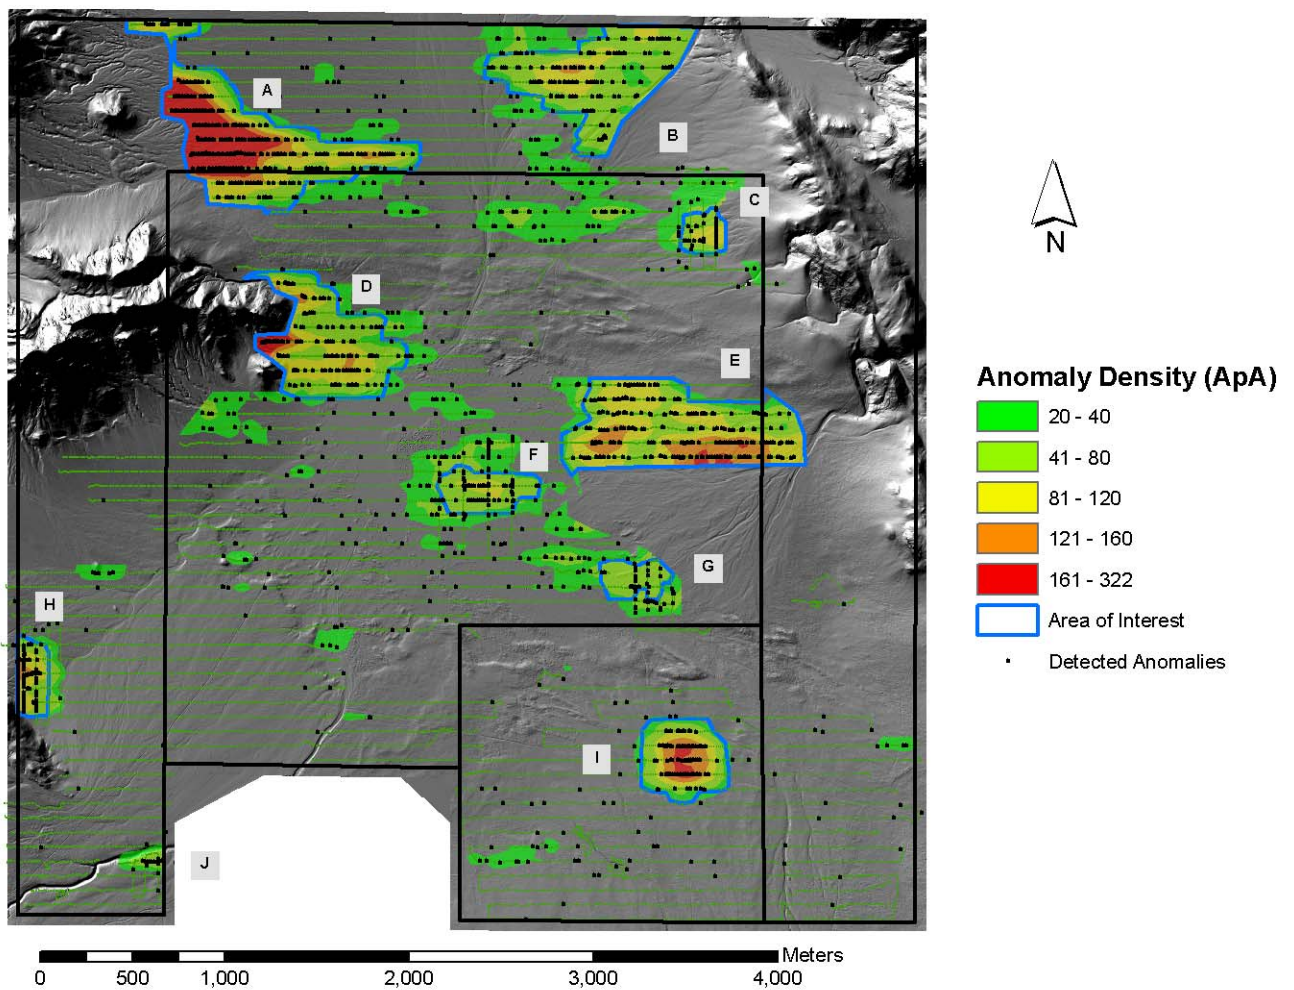 A
B
C
D
E
F
G
H
I
J
N
Anomaly Density (ApA)
20 - 40
41 - 80
81 - 120
121 - 160
161 - 322
Area of Interest
Detected Anomalies
Meters
0 500 1,000 2,000 3,000 4,000